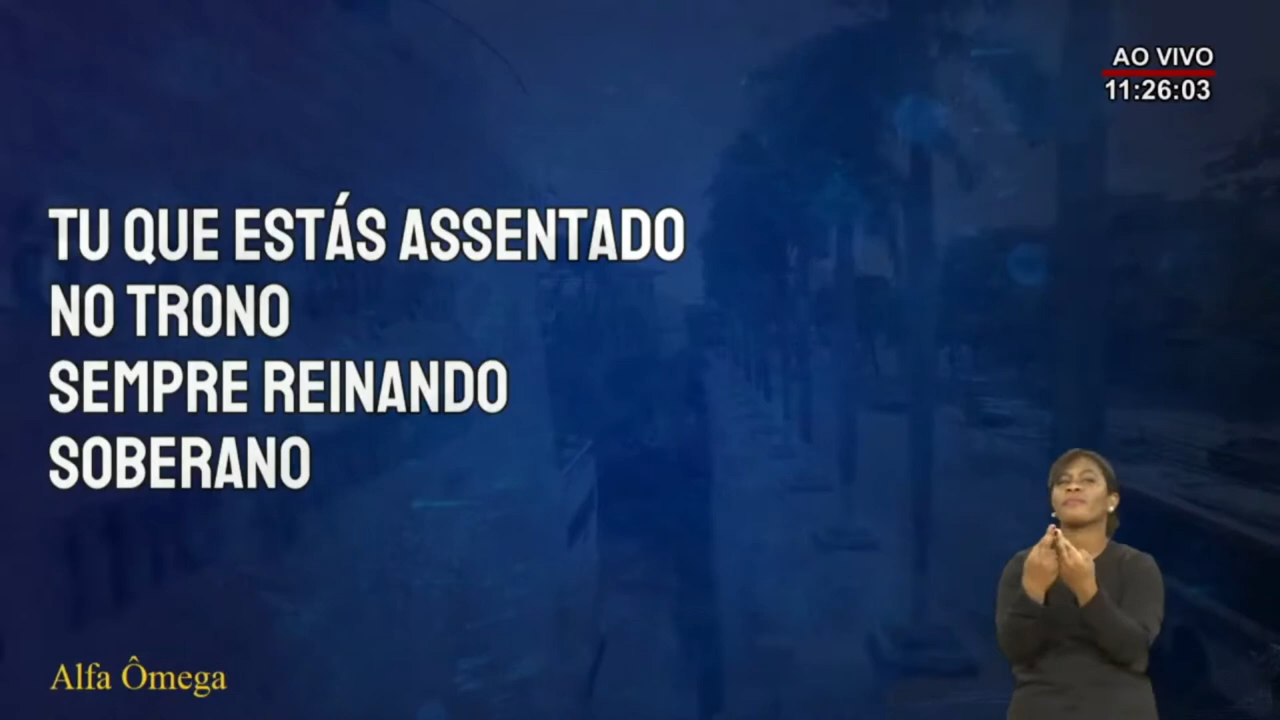 AO VIVO
11:26:03
TU QUE ESTÁS ASSENTADO
NO TRONO
SEMPRE REINANDO
SOBERANO
Alfa Ômega